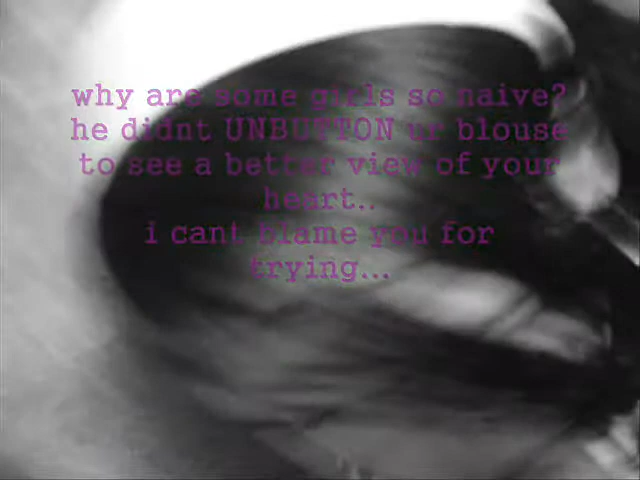 why are some girls so naive?
he didnt UNBUTTON ur blouse
to see a better view of your
heart..
i cant blame you for
trying...